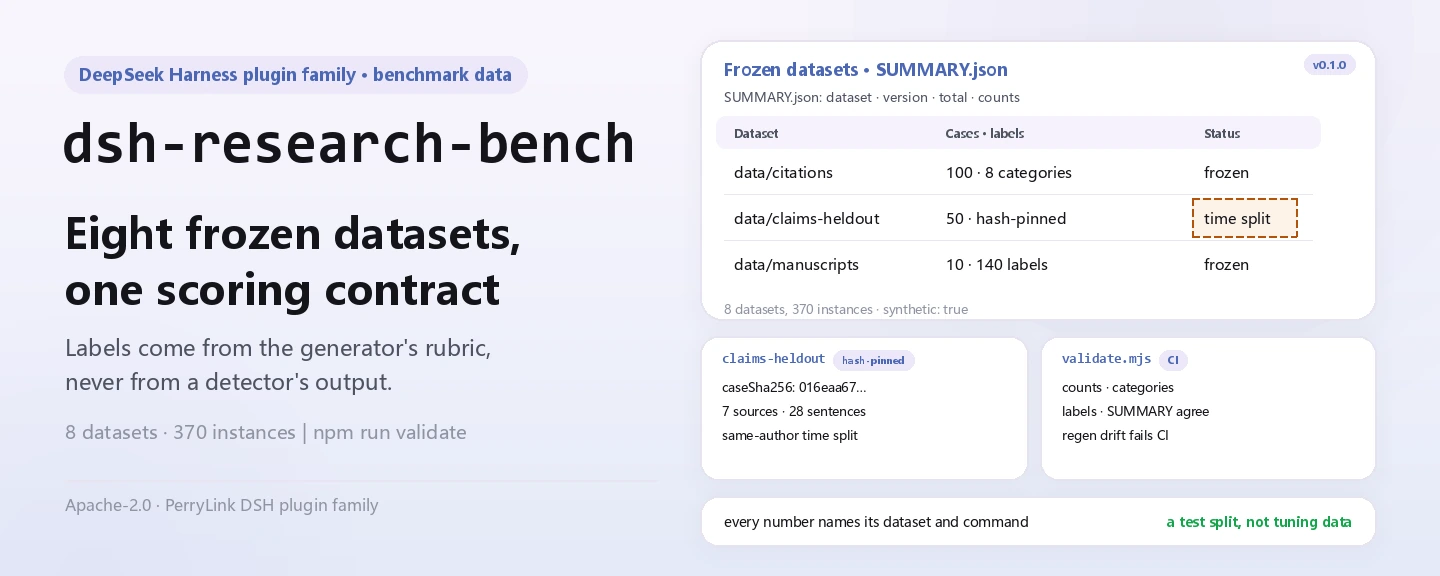 DeepSeek Harness plugin family • benchmark data
dsh-research-bench
Eight frozen datasets,
one scoring contract
Labels come from the generator's rubric,
never from a detector's output.
8 datasets · 370 instances | npm run validate
Apache-2.0 · PerryLink DSH plugin family
Frozen datasets • SUMMARY.json
v0.1.0
SUMMARY.json: dataset · version · total · counts
Dataset Cases • labels Status
data/citations 100 · 8 categories frozen
data/claims-heldout 50 · hash-pinned time split
data/manuscripts 10 · 140 labels frozen
8 datasets, 370 instances · synthetic: true
claims-heldout hash-pinned
caseSha256: 016eaa67...
7 sources · 28 sentences
same-author time split
validate.mjs CI
counts · categories
labels · SUMMARY agree
regen drift fails CI
every number names its dataset and command
a test split, not tuning data